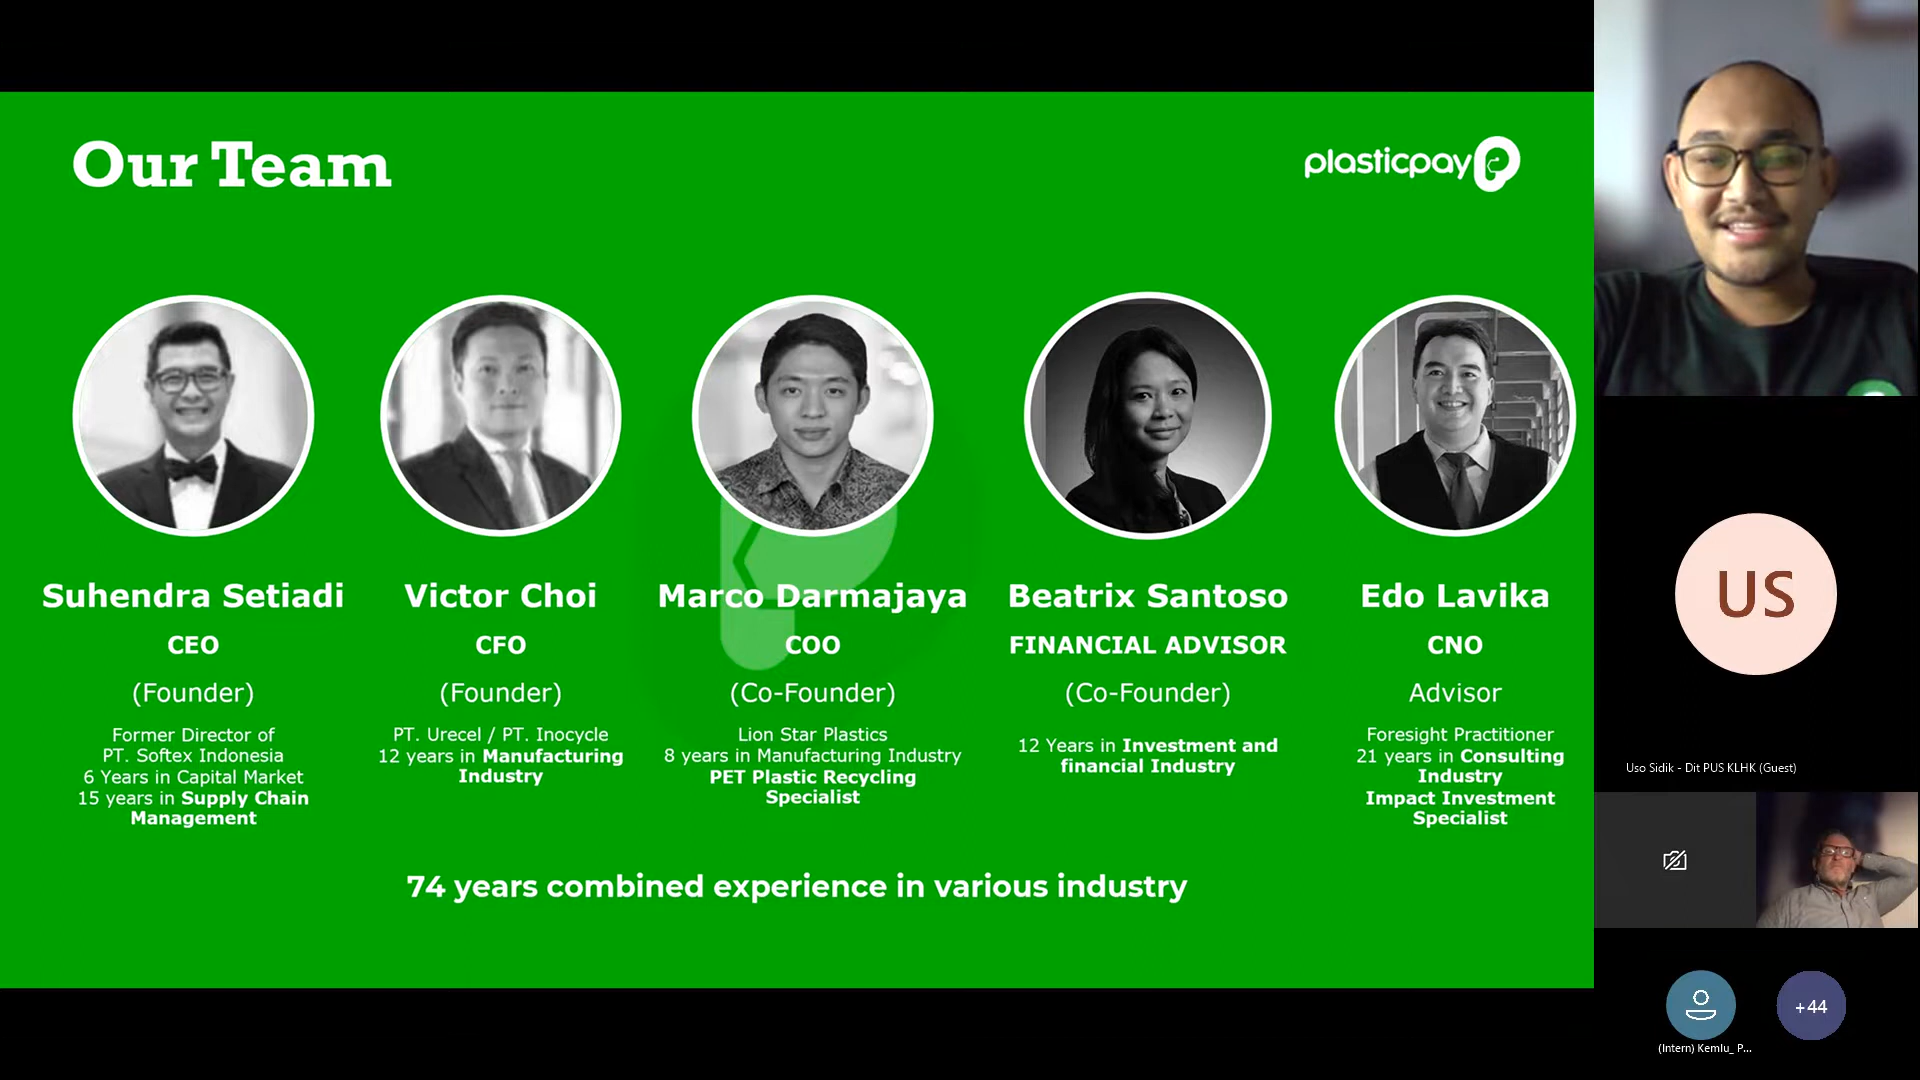 Our Team
plasticpay
Suhendra Setiadi
CEO
(Founder)
Former Director of
PT. Softex Indonesia
6 Years in Capital Market
15 years in Supply Chain
Management
Victor Choi
CFO
(Founder)
PT. Urecel / PT. Inocycle
12 years in Manufacturing
Industry
Marco Darmajaya
COO
(Co-Founder)
Lion Star Plastics
8 years in Manufacturing Industry
PET Plastic Recycling
Specialist
Beatrix Santoso
FINANCIAL ADVISOR
(Co-Founder)
12 Years in Investment and
financial Industry
Edo Lavika
CNO
Advisor
Foresight Practitioner
21 years in Consulting
Industry
Impact Investment
Specialist
74 years combined experience in various industry
US
Uso Sidik - Dit PUS KLHK (Guest)
(Intern) Kemlu_ P...
+44